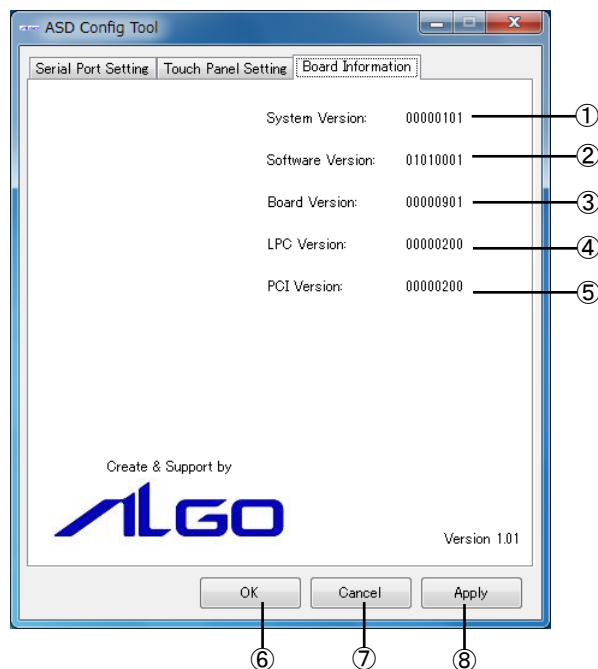 ASD Config Tool
Serial Port Setting Touch Panel Setting Board Information
System Version: 00000101 ①
Software Version: 01010001 ②
Board Version: 00000901 ③
LPC Version: 00000200 ④
PCI Version: 00000200 ⑤
Create & Support by
ALGO
Version 1.01
OK Cancel Apply
⑥ ⑦ ⑧